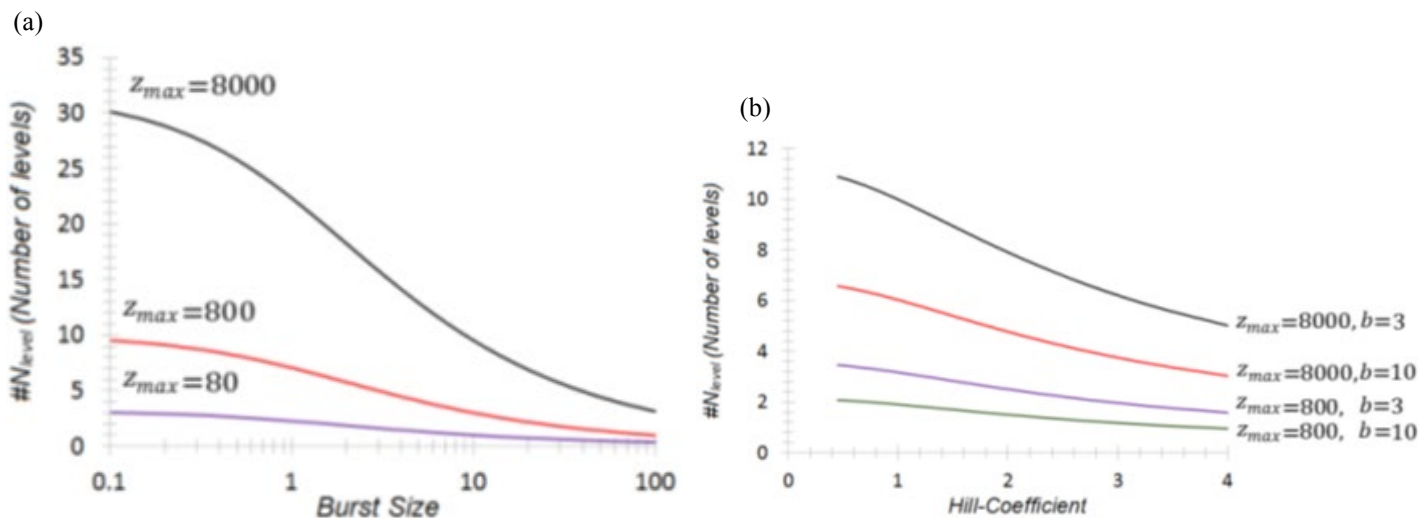 (a)
35
30
25
20
15
10
5
0
#N_level (Number of levels)
z_max=8000
z_max=800
z_max=80
0.1 1 10 100
Burst Size
(b)
12
10
8
6
4
2
0
#N_level (Number of levels)
z_max=8000, b=3
z_max=8000,b=10
z_max=800, b=3
z_max=800, b=10
0 1 2 3 4
Hill-Coefficient